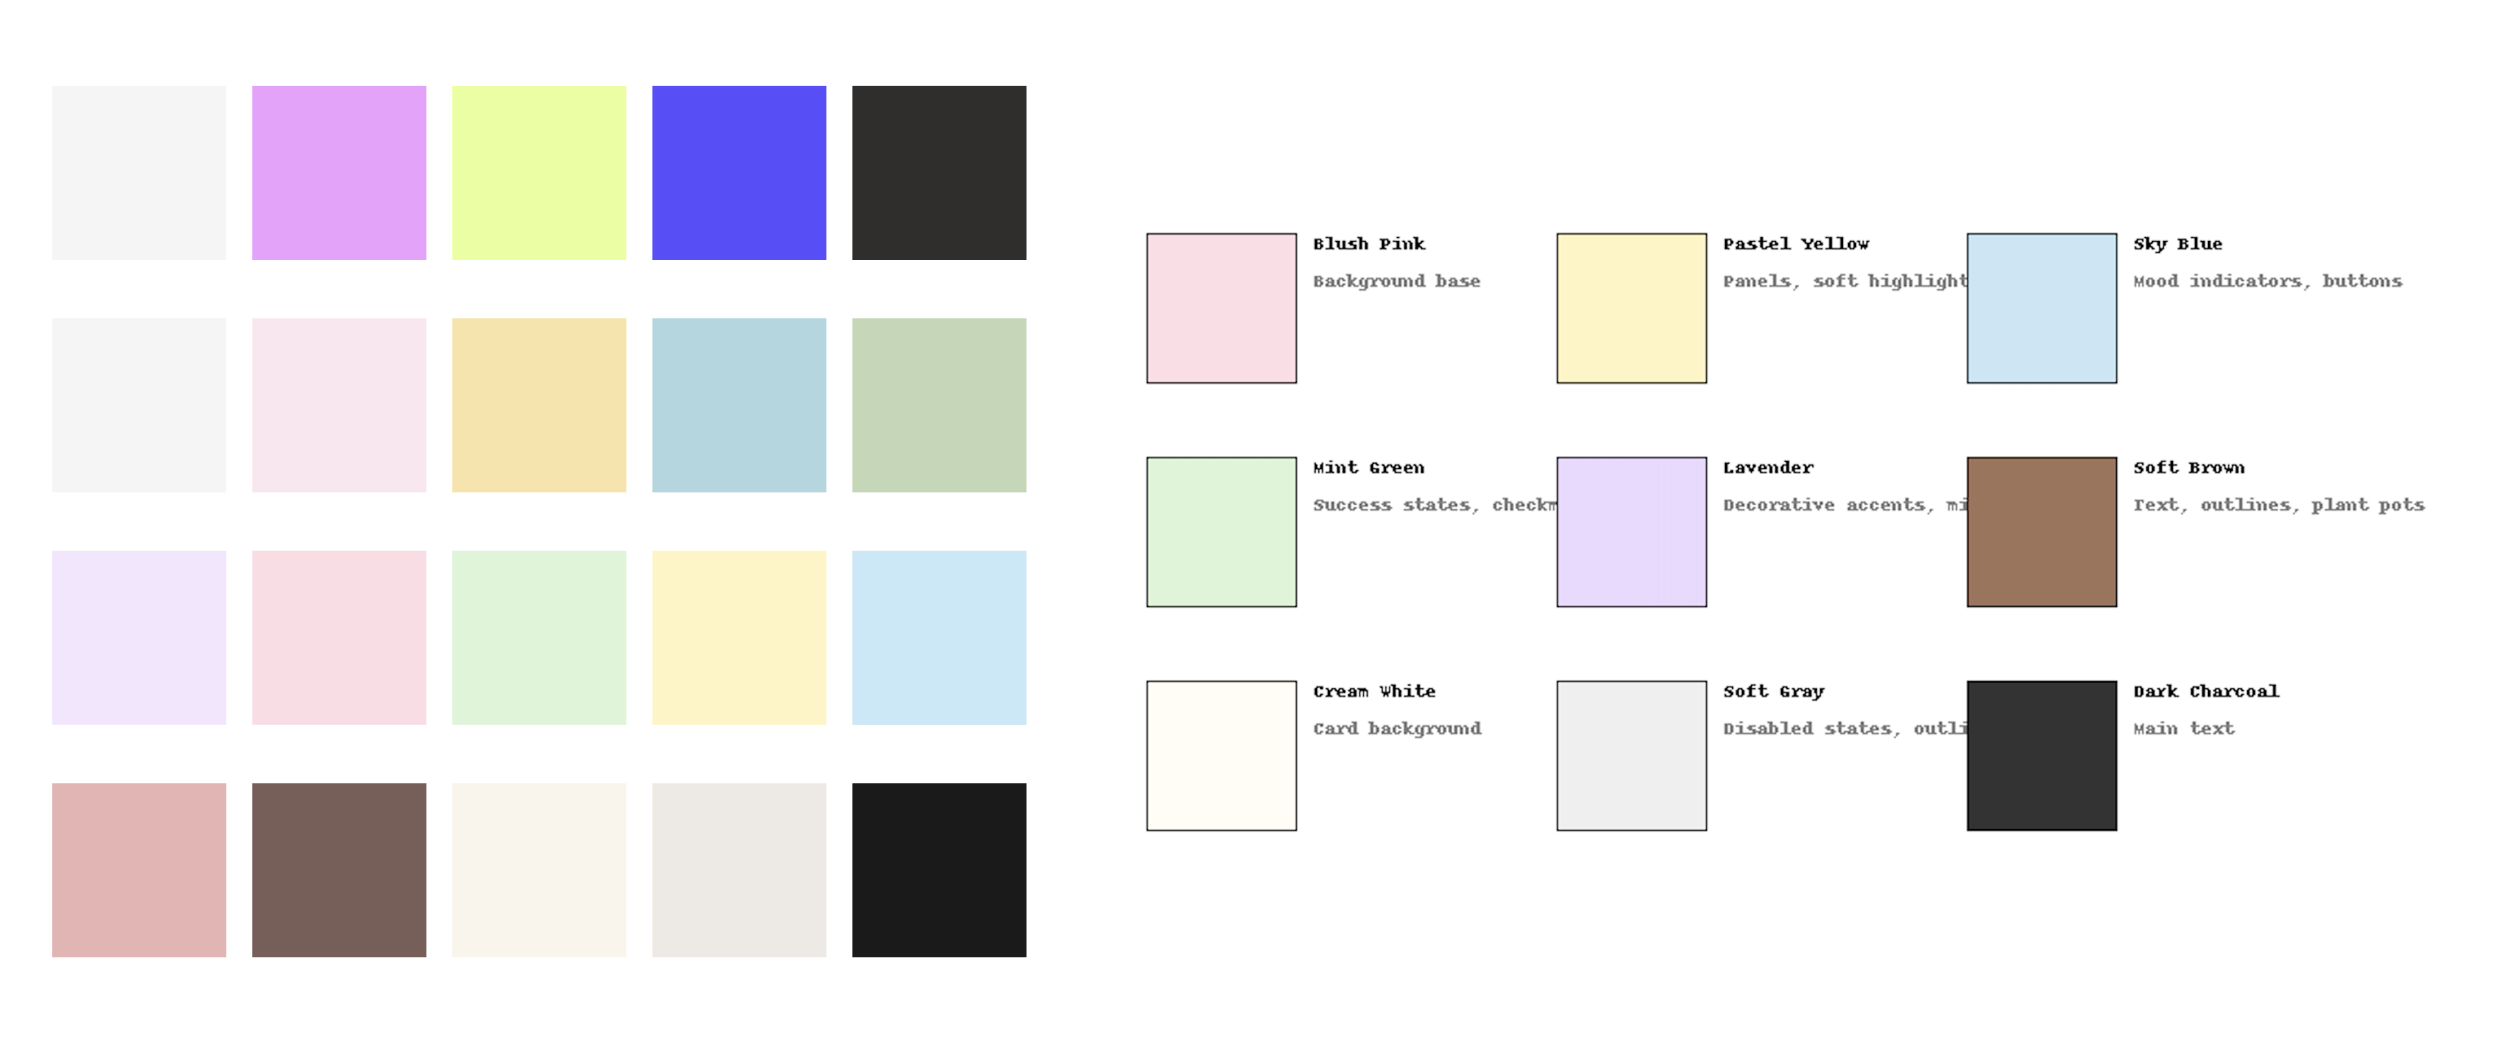 Blush Pink
Background base
Pastel Yellow
Panels, soft highlight
Sky Blue
Mood indicators, buttons
Mint Green
Success states, checkm
Lavender
Decorative accents, mi
Soft Brown
Text, outlines, plant pots
Cream White
Card background
Soft Gray
Disabled states, outli
Dark Charcoal
Main text